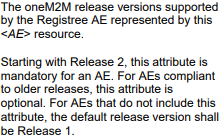 The oneM2M release versions supported
by the Registree AE represented by this
<AE> resource.
Starting with Release 2, this attribute is
mandatory for an AE. For AEs compliant
to older releases, this attribute is
optional. For AEs that do not include this
attribute, the default release version shall
be Release 1.